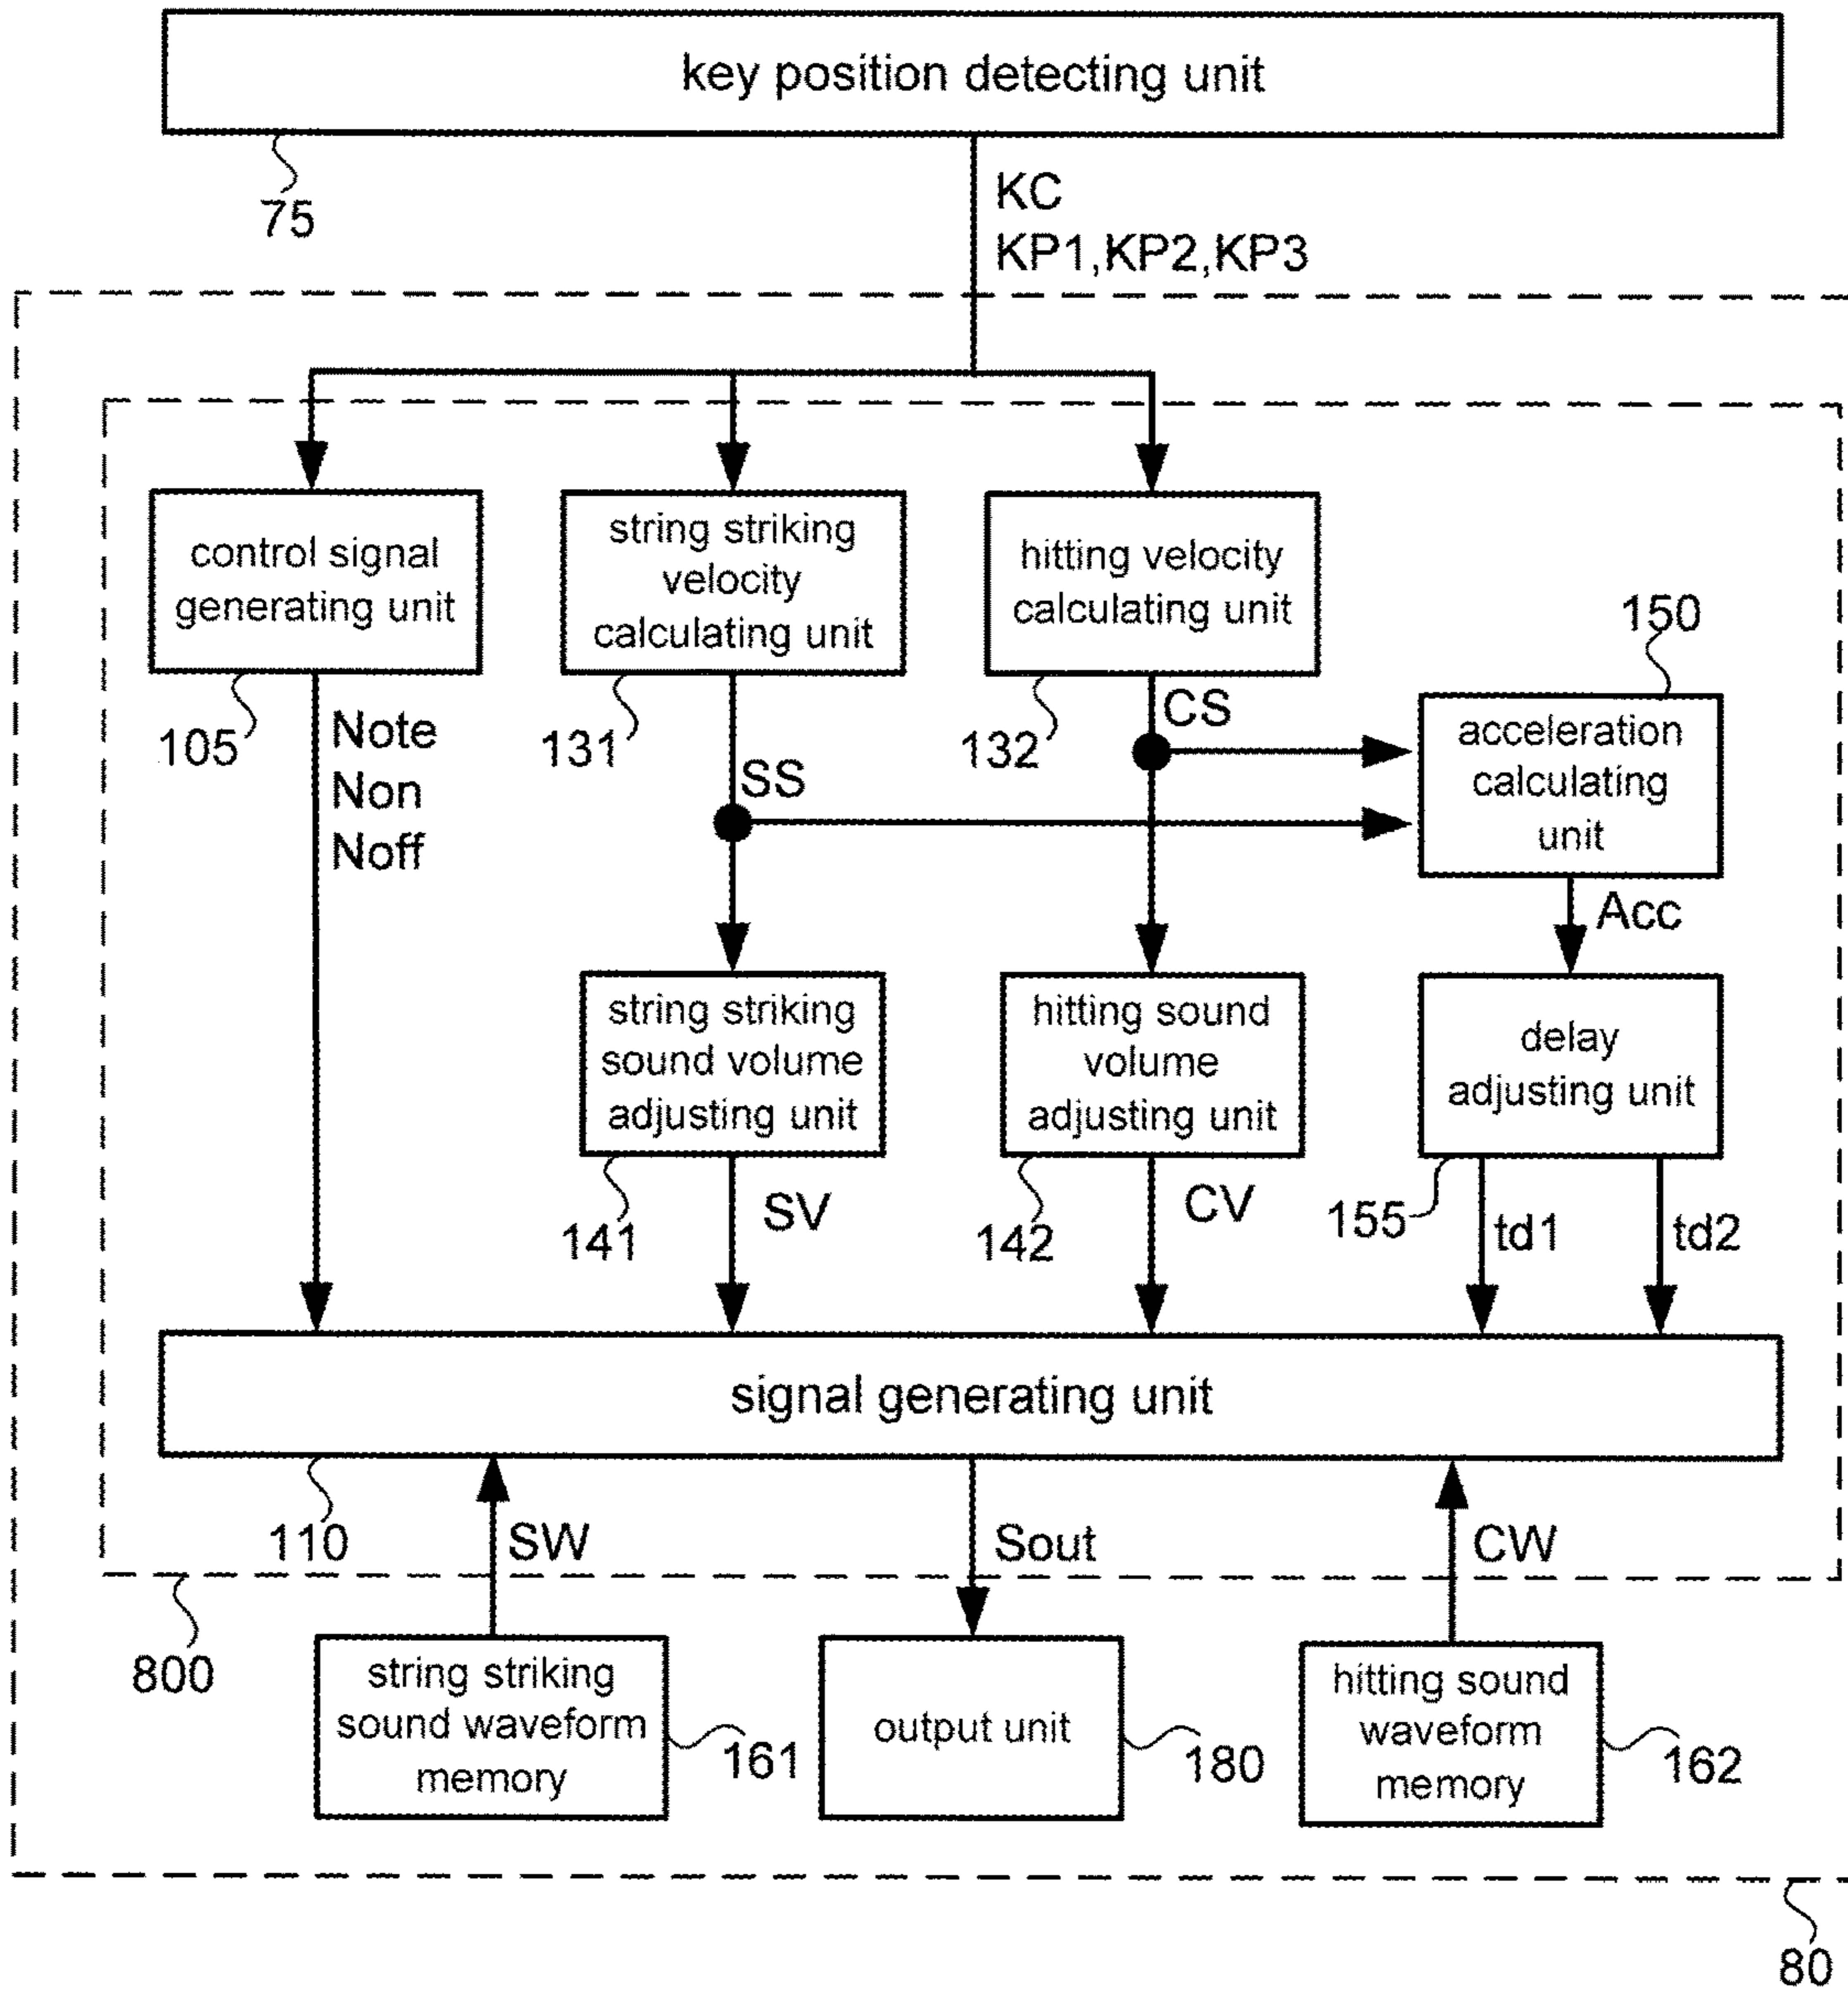 key position detecting unit
75
KC
KP1,KP2,KP3
control signal
generating unit
105
string striking
velocity
calculating unit
131
hitting velocity
calculating unit
132
150
acceleration
calculating
unit
Note
Non
Noff
SS
CS
Acc
string striking
sound volume
adjusting unit
141
hitting sound
volume
adjusting unit
142
delay
adjusting unit
155
SV
CV
td1
td2
signal generating unit
110
SW
Sout
CW
800
string striking
sound waveform
memory
161
output unit
180
hitting sound
waveform
memory
162
80